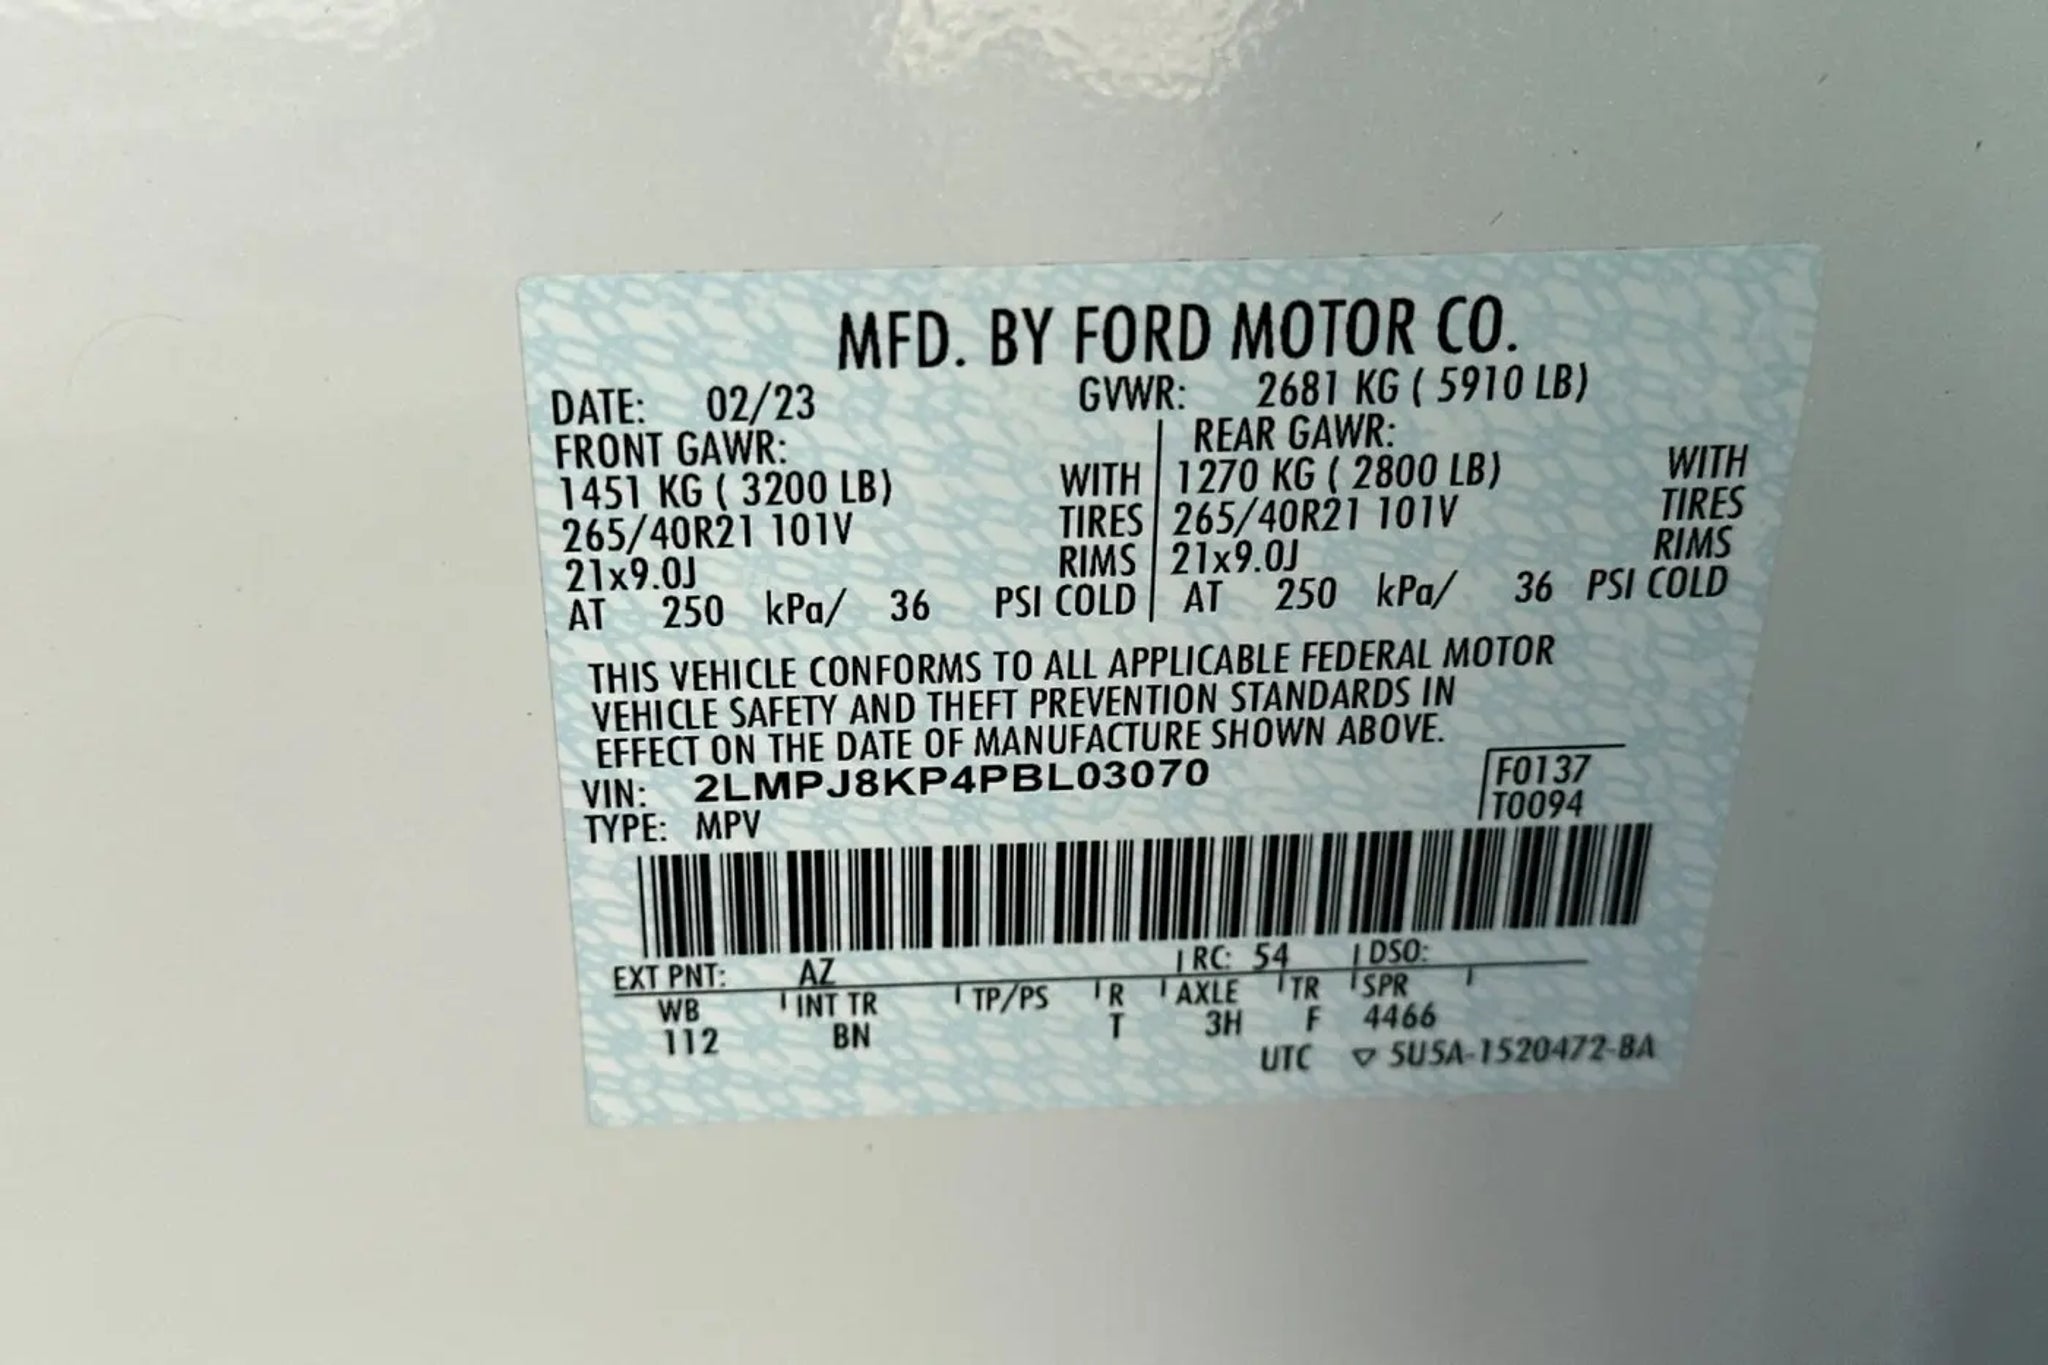 MFD. BY FORD MOTOR CO.
DATE: 02/23 GVWR: 2681 KG ( 5910 LB)
FRONT GAWR: REAR GAWR:
1451 KG ( 3200 LB) WITH 1270 KG ( 2800 LB) WITH
265/40R21 101V TIRES 265/40R21 101V TIRES
21x9.0J RIMS 21x9.0J RIMS
AT 250 kPa/ 36 PSI COLD AT 250 kPa/ 36 PSI COLD
THIS VEHICLE CONFORMS TO ALL APPLICABLE FEDERAL MOTOR
VEHICLE SAFETY AND THEFT PREVENTION STANDARDS IN
EFFECT ON THE DATE OF MANUFACTURE SHOWN ABOVE.
VIN: 2LMPJ8KP4PBL03070 F0137
TYPE: MPV T0094
EXT PNT: AZ RC: 54 DSO:
WB INT TR TP/PS R AXLE TR SPR
112 BN T 3H F 4466
UTC ▽ 5U5A-1520472-BA